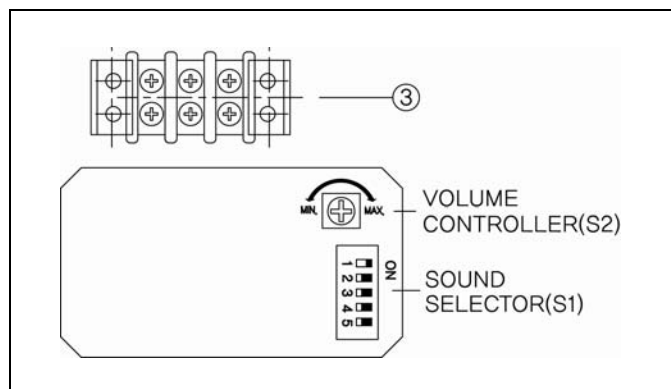 ③
MIN. MAX.
VOLUME
CONTROLLER(S2)
ON
1
2
3
4
5
SOUND
SELECTOR(S1)